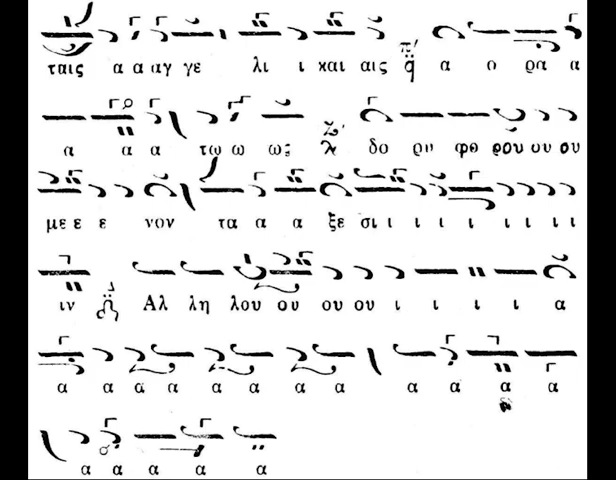 ταις α α αγ γε λι ι και αις α ο ρα α
α α α τω ω ως δο ρυ φο ρου ου ου
με ε ε νον τα α α ξε σι ι ι ι ι ι ι ι
ιν Αλ λη λου ου ου ου ι ι ι ι α
α α α α α α α α α α α α
α α α α α